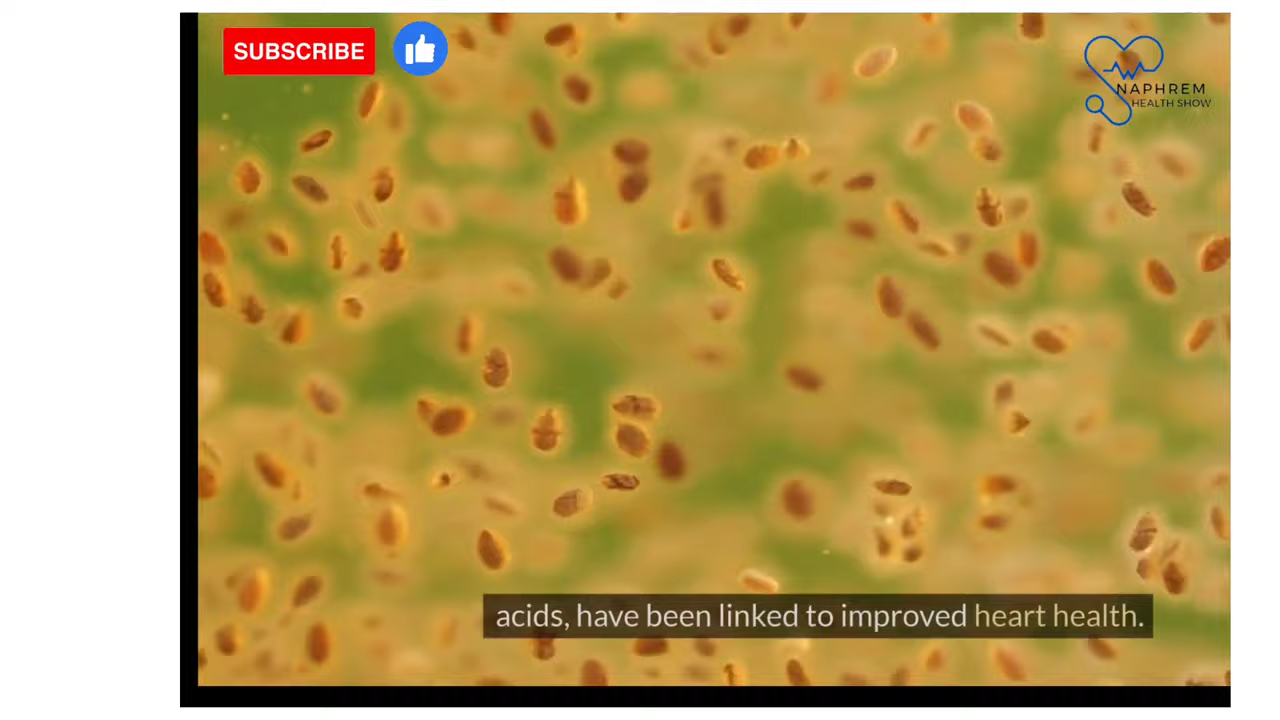 SUBSCRIBE
NAPHREM
HEALTH SHOW
acids, have been linked to improved heart health.